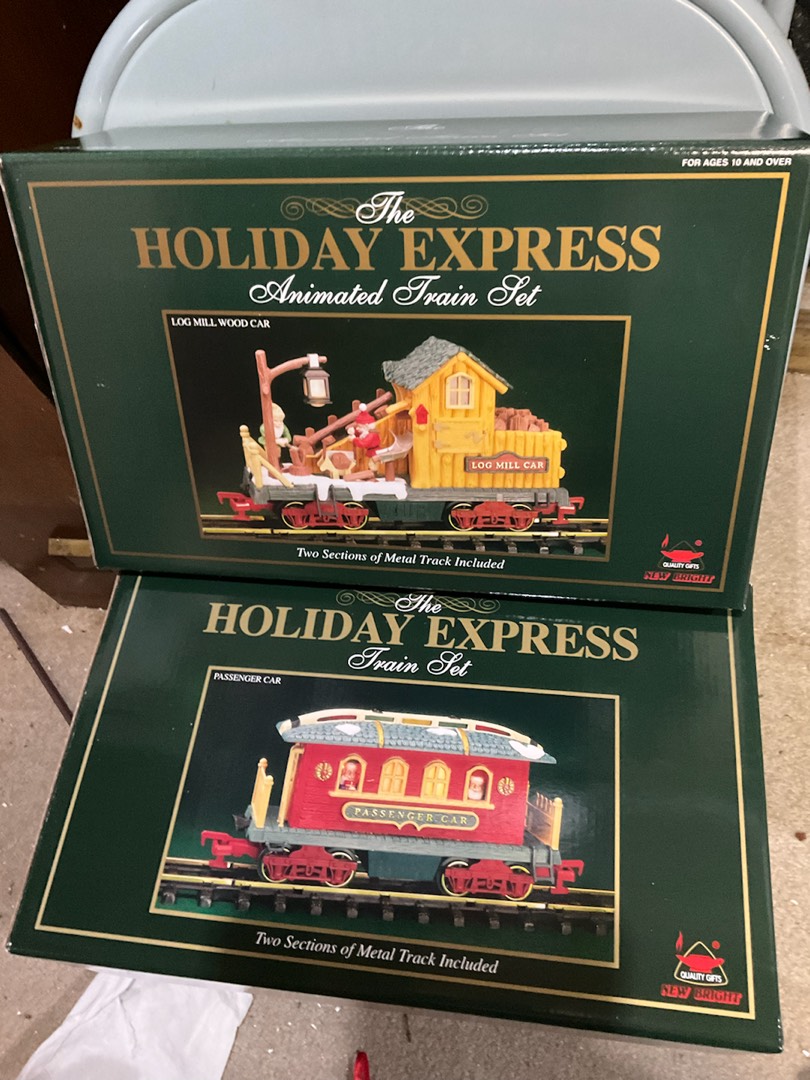 FOR AGES 10 AND OVER
The
HOLIDAY EXPRESS
Animated Train Set
LOG MILL WOOD CAR
LOG MILL CAR
Two Sections of Metal Track Included
QUALITY GIFTS
NEW BRIGHT
The
HOLIDAY EXPRESS
Train Set
PASSENGER CAR
PASSENGER CAR
Two Sections of Metal Track Included
QUALITY GIFTS
NEW BRIGHT